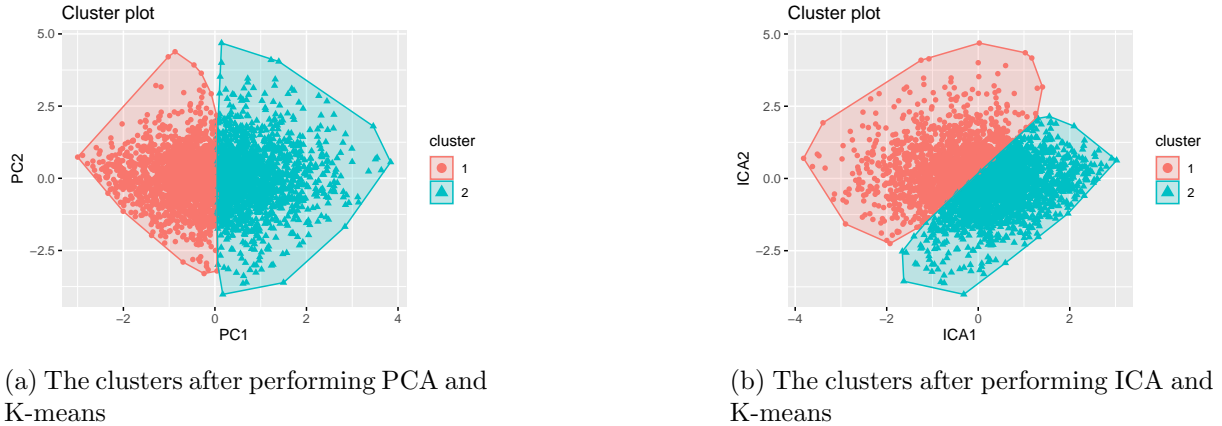 Cluster plot
5.0
2.5
0.0
−2.5
PC2
−2
0
2
4
PC1
cluster
1
2
(a) The clusters after performing PCA and
K-means
Cluster plot
5.0
2.5
0.0
−2.5
ICA2
−4
−2
0
2
ICA1
cluster
1
2
(b) The clusters after performing ICA and
K-means